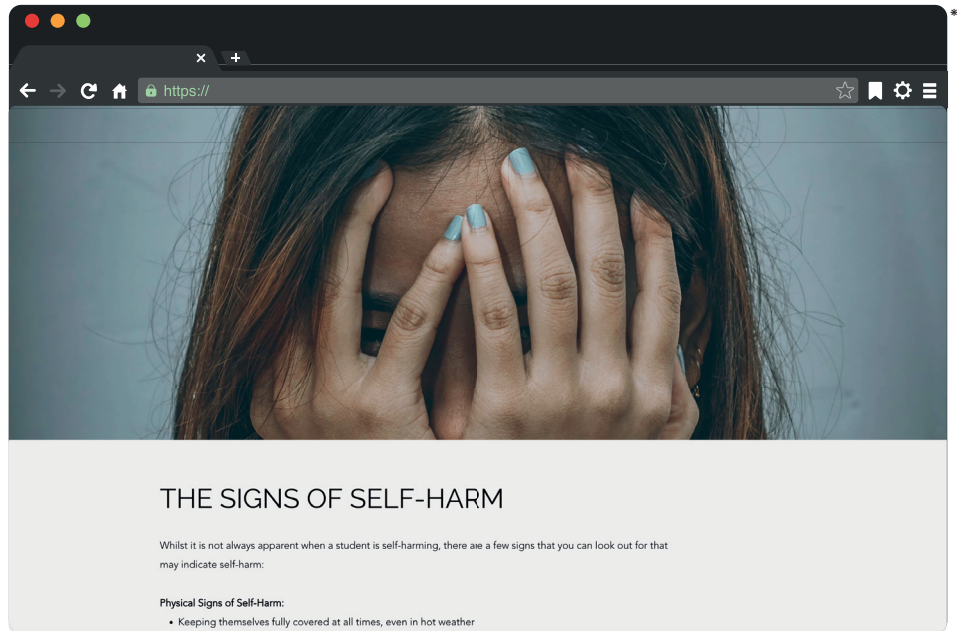 *
https://
THE SIGNS OF SELF-HARM
Whilst it is not always apparent when a student is self-harming, there are a few signs that you can look out for that
may indicate self-harm:
Physical Signs of Self-Harm:
• Keeping themselves fully covered at all times, even in hot weather